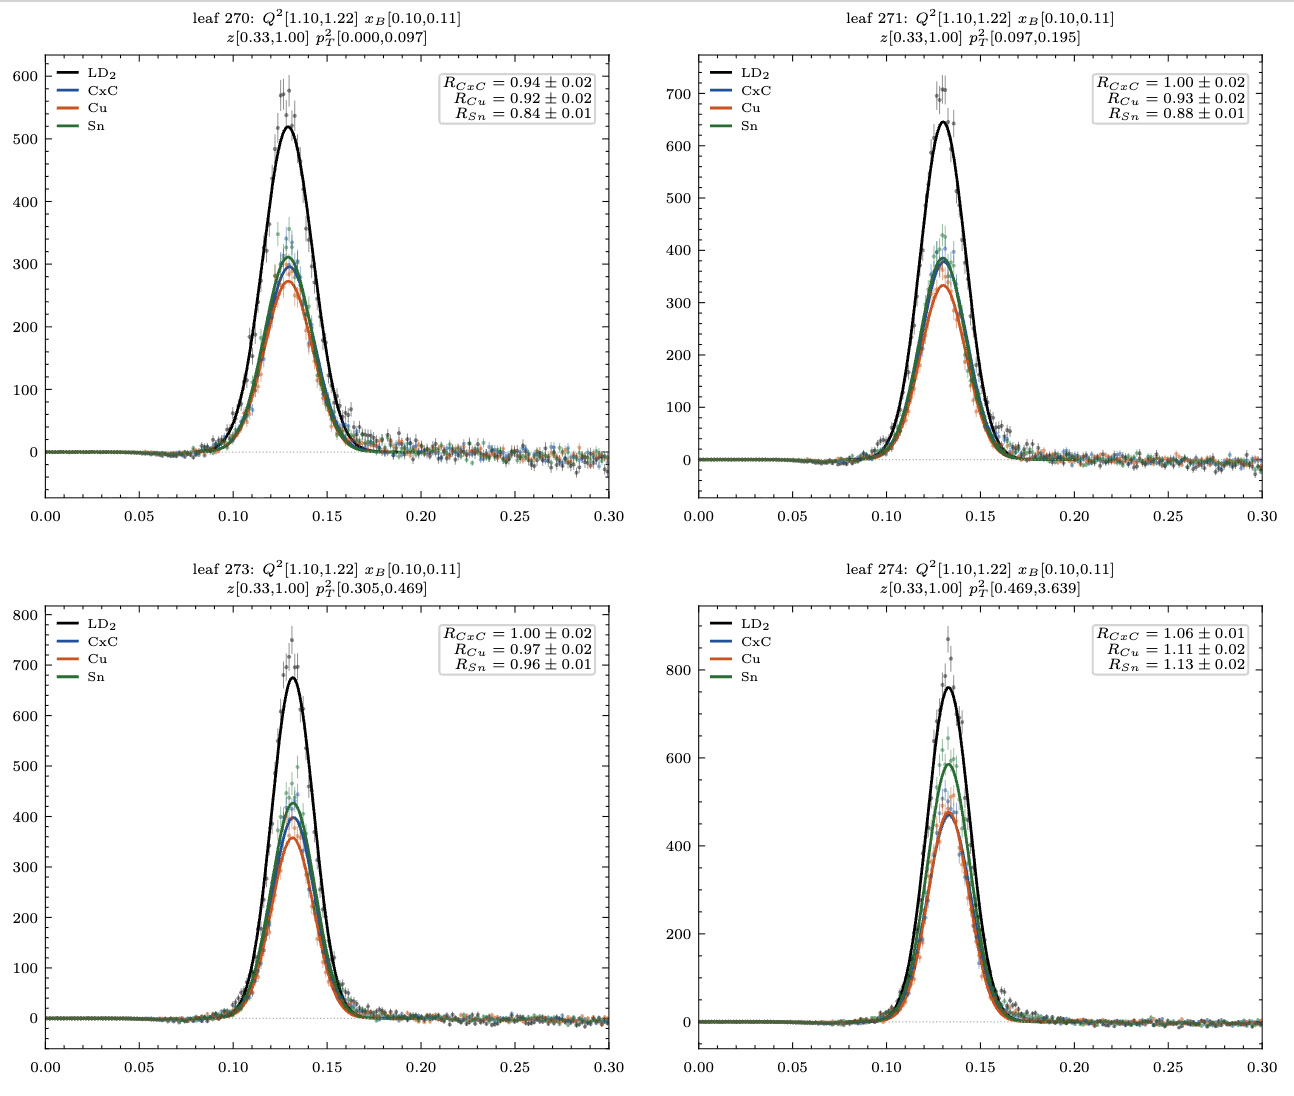 leaf 270: Q²[1.10,1.22] x_B[0.10,0.11]
z[0.33,1.00] p_T²[0.000,0.097]
LD₂
CxC
Cu
Sn
R_CxC = 0.94 ± 0.02
R_Cu = 0.92 ± 0.02
R_Sn = 0.84 ± 0.01
600
500
400
300
200
100
0
0.00 0.05 0.10 0.15 0.20 0.25 0.30
leaf 271: Q²[1.10,1.22] x_B[0.10,0.11]
z[0.33,1.00] p_T²[0.097,0.195]
LD₂
CxC
Cu
Sn
R_CxC = 1.00 ± 0.02
R_Cu = 0.93 ± 0.02
R_Sn = 0.88 ± 0.01
700
600
500
400
300
200
100
0
0.00 0.05 0.10 0.15 0.20 0.25 0.30
leaf 273: Q²[1.10,1.22] x_B[0.10,0.11]
z[0.33,1.00] p_T²[0.305,0.469]
LD₂
CxC
Cu
Sn
R_CxC = 1.00 ± 0.02
R_Cu = 0.97 ± 0.02
R_Sn = 0.96 ± 0.01
800
700
600
500
400
300
200
100
0
0.00 0.05 0.10 0.15 0.20 0.25 0.30
leaf 274: Q²[1.10,1.22] x_B[0.10,0.11]
z[0.33,1.00] p_T²[0.469,3.639]
LD₂
CxC
Cu
Sn
R_CxC = 1.06 ± 0.01
R_Cu = 1.11 ± 0.02
R_Sn = 1.13 ± 0.02
800
600
400
200
0
0.00 0.05 0.10 0.15 0.20 0.25 0.30